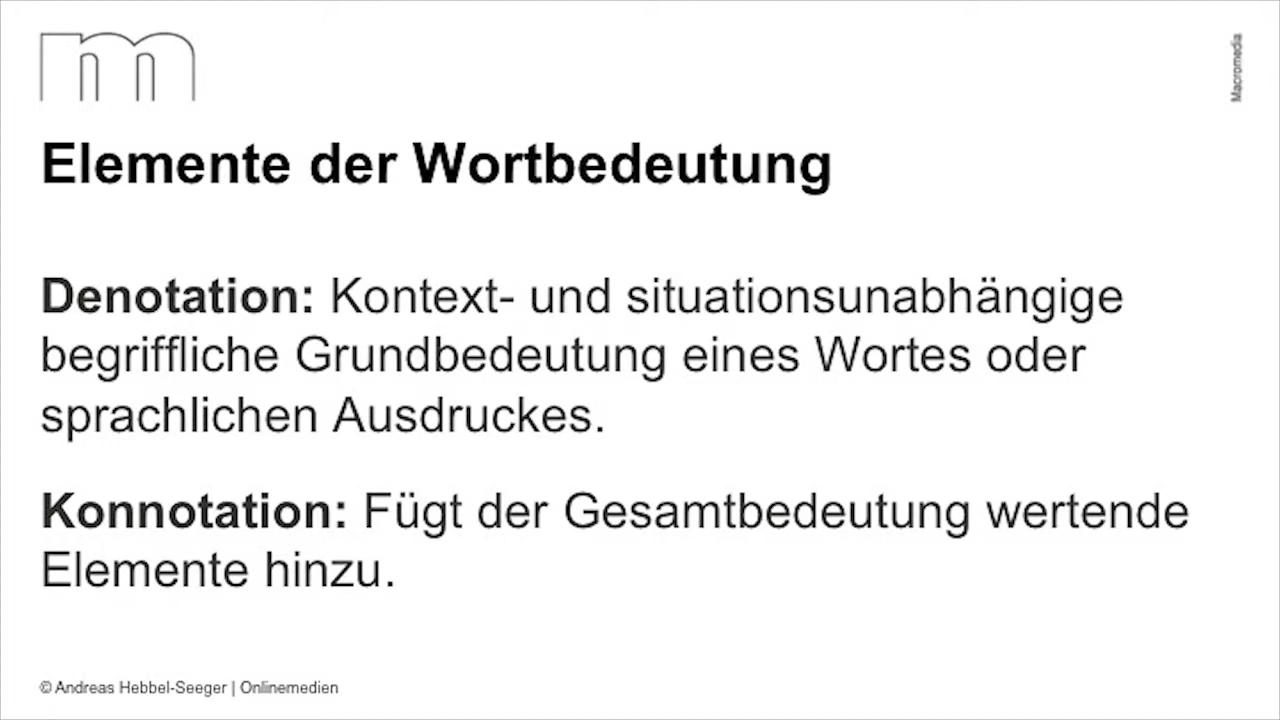 m
Macromedia
Elemente der Wortbedeutung
Denotation: Kontext- und situationsunabhängige
begriffliche Grundbedeutung eines Wortes oder
sprachlichen Ausdruckes.
Konnotation: Fügt der Gesamtbedeutung wertende
Elemente hinzu.
© Andreas Hebbel-Seeger | Onlinemedien